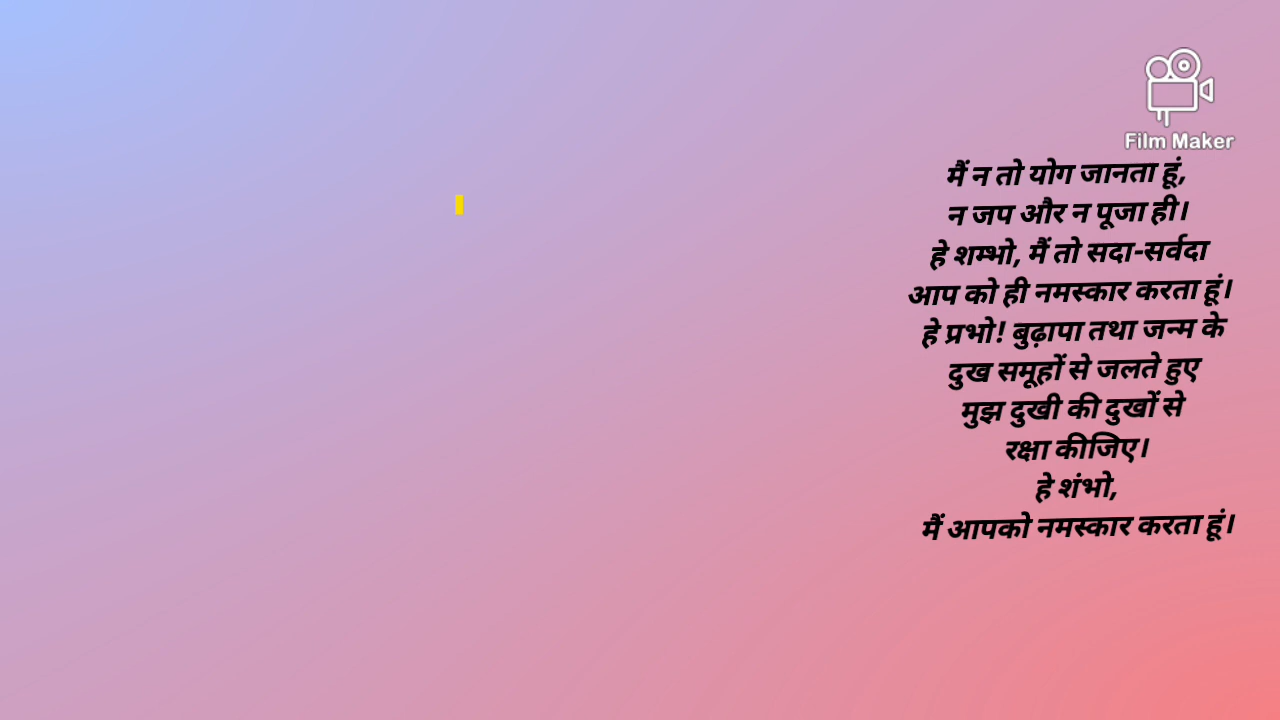 Film Maker
मैं न तो योग जानता हूं,
न जप और न पूजा ही।
हे शम्भो, मैं तो सदा-सर्वदा
आप को ही नमस्कार करता हूं।
हे प्रभो! बुढ़ापा तथा जन्म के
दुख समूहों से जलते हुए
मुझ दुखी की दुखों से
रक्षा कीजिए।
हे शंभो,
मैं आपको नमस्कार करता हूं।